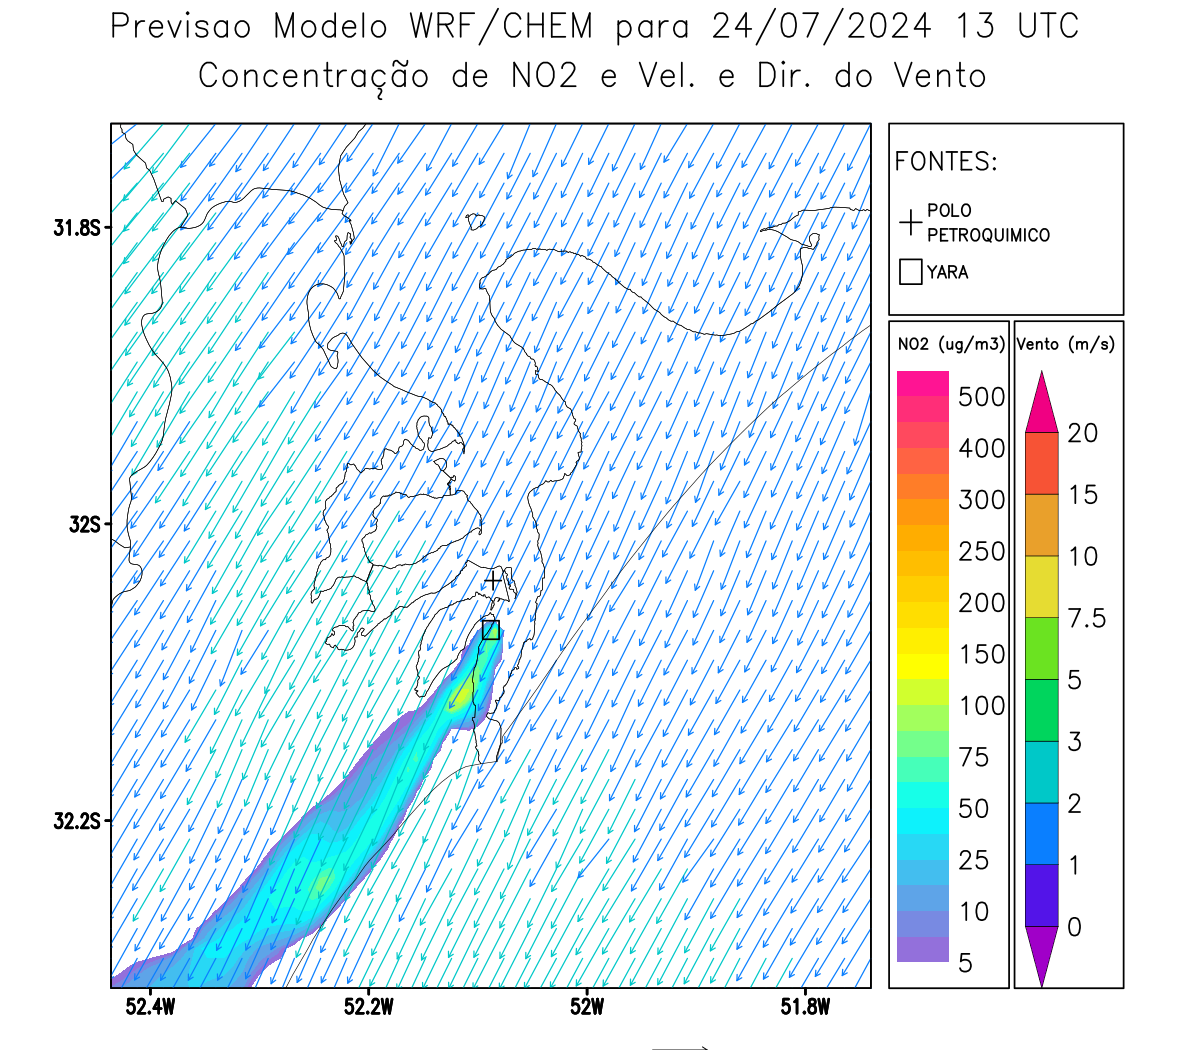 Previsao Modelo WRF/CHEM para 24/07/2024 13 UTC
Concentração de NO2 e Vel. e Dir. do Vento
FONTES:
POLO
PETROQUIMICO
YARA
31.8S
32S
32.2S
52.4W
52.2W
52W
51.8W
NO2 (ug/m3)
500
400
300
250
200
150
100
75
50
25
10
5
Vento (m/s)
20
15
10
7.5
5
3
2
1
0